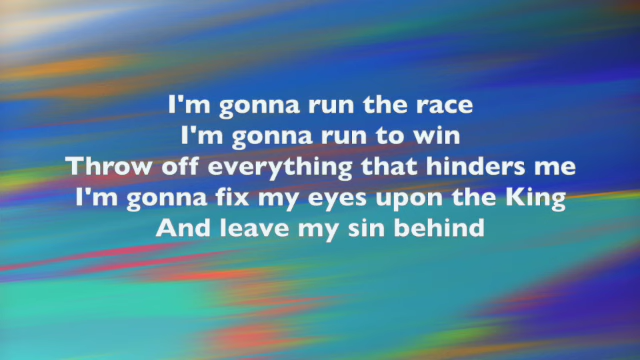 I'm gonna run the race
I'm gonna run to win
Throw off everything that hinders me
I'm gonna fix my eyes upon the King
And leave my sin behind